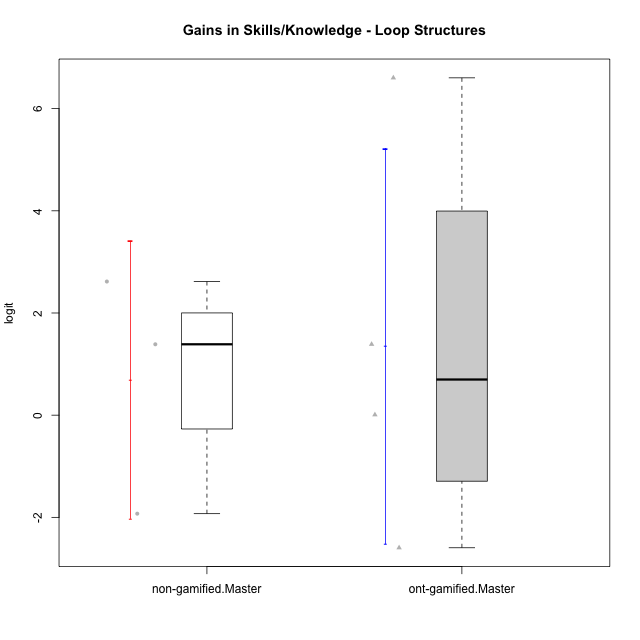 Gains in Skills/Knowledge - Loop Structures
logit
6
4
2
0
-2
non-gamified.Master
ont-gamified.Master